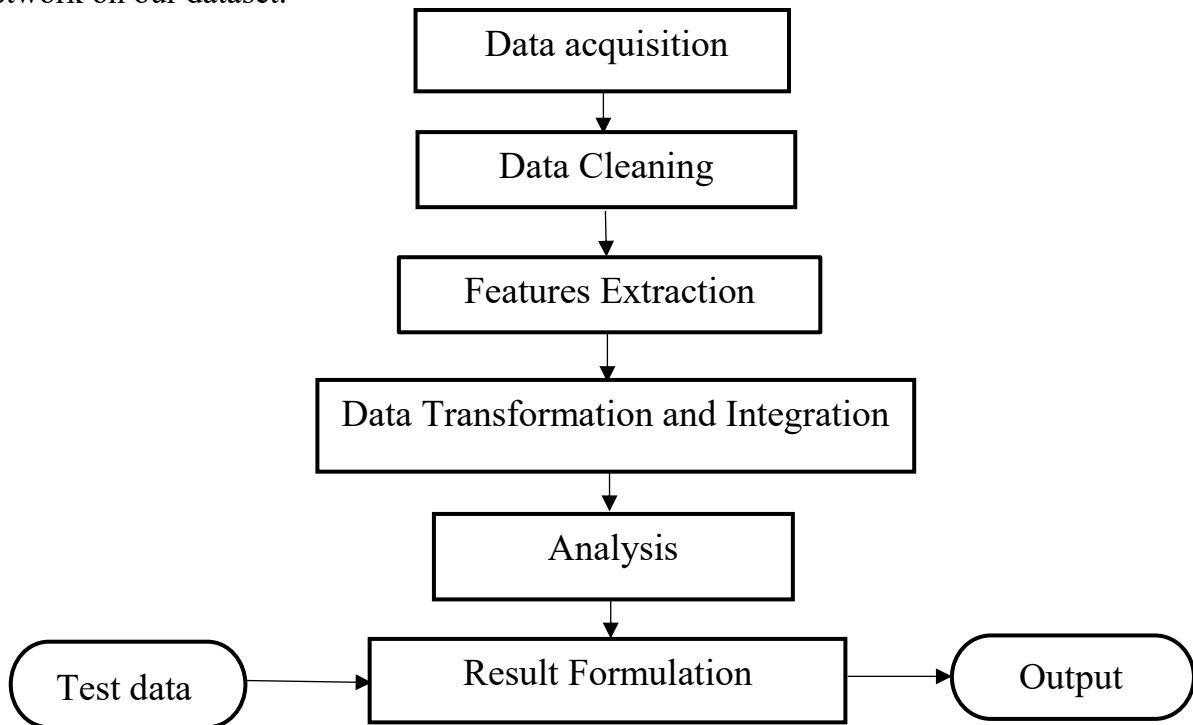 on our dataset.
Data acquisition
Data Cleaning
Features Extraction
Data Transformation and Integration
Analysis
Result Formulation
Test data
Output